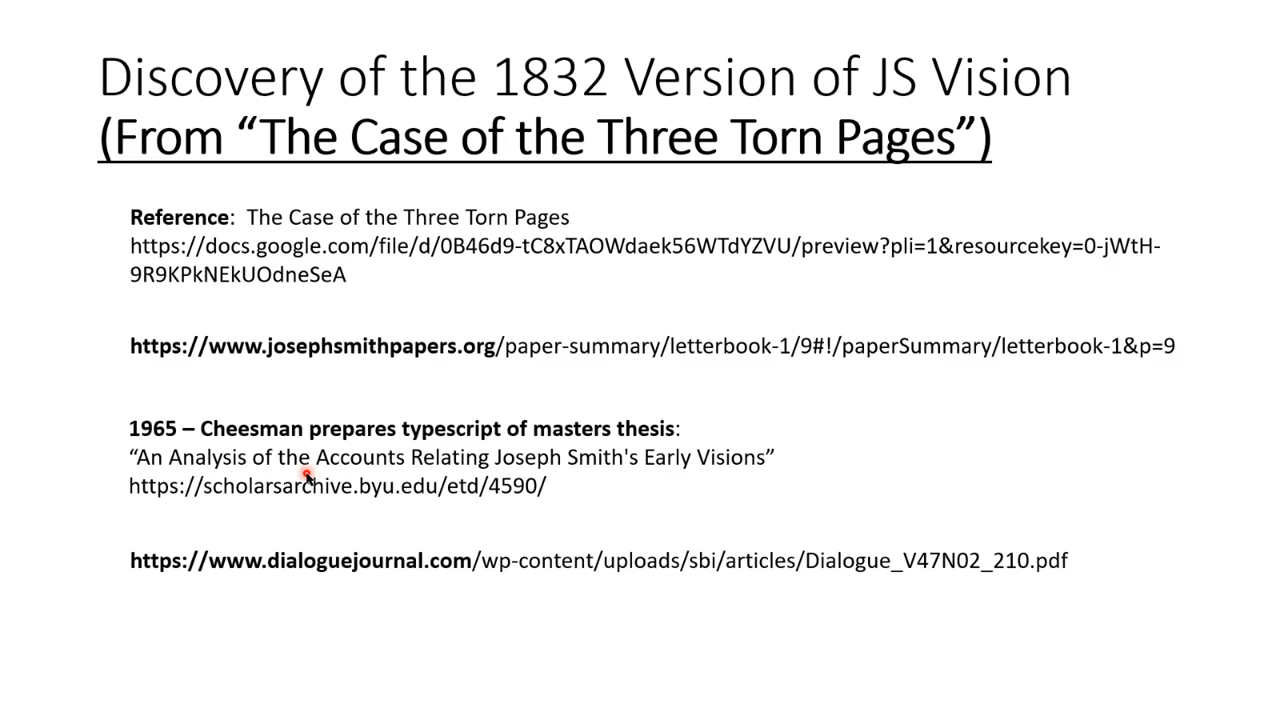 Discovery of the 1832 Version of JS Vision
(From “The Case of the Three Torn Pages”)
Reference:  The Case of the Three Torn Pages
https://docs.google.com/file/d/0B46d9-tC8xTAOWdaek56WTdYZVU/preview?pli=1&resourcekey=0-jWtH-
9R9KPkNEkUOdneSeA
https://www.josephsmithpapers.org/paper-summary/letterbook-1/9#!/paperSummary/letterbook-1&p=9
1965 – Cheesman prepares typescript of masters thesis:
“An Analysis of the Accounts Relating Joseph Smith's Early Visions”
https://scholarsarchive.byu.edu/etd/4590/
https://www.dialoguejournal.com/wp-content/uploads/sbi/articles/Dialogue_V47N02_210.pdf